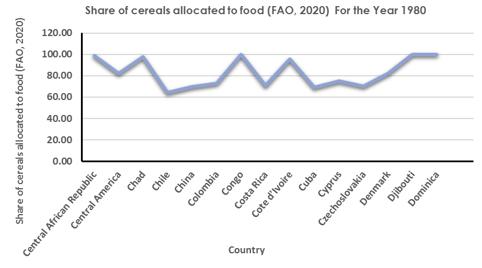 Share of cereals allocated to food (FAO, 2020)  For the Year 1980
Share of cereals allocated to food (FAO, 2020)
120.00
100.00
80.00
60.00
40.00
20.00
0.00
Central African Republic
Central America
Chad
Chile
China
Colombia
Congo
Costa Rica
Cote d'Ivoire
Cuba
Cyprus
Czechoslovakia
Denmark
Djibouti
Dominica
Country